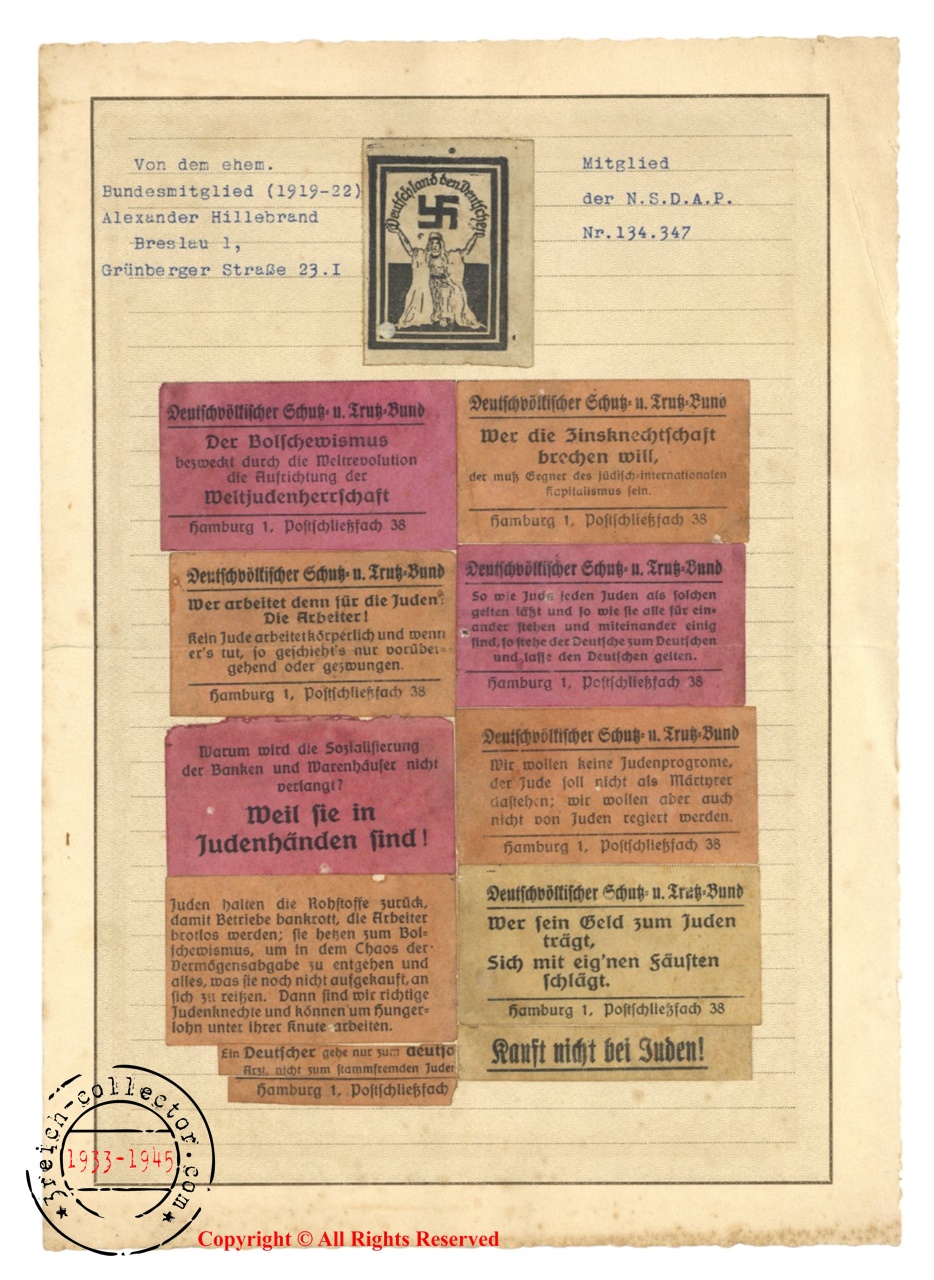 Von dem ehem.
Bundesmitglied (1919-22)
Alexander Hillebrand
Breslau 1,
Grünberger Straße 23.I
Deutschland den Deutschen
Mitglied
der N.S.D.A.P.
Nr.134.347
Deutschvölkischer Schutz- u. Trutz-Bund
Der Bolschewismus
bezweckt durch die Weltrevolution
die Aufrichtung der
Weltjudenherrschaft
Hamburg 1, Postschließfach 38
Deutschvölkischer Schutz- u. Trutz-Bund
Wer die Zinsknechtschaft
brechen will,
der muß Gegner des jüdisch-internationalen
Kapitalismus sein.
Hamburg 1, Postschließfach 38
Deutschvölkischer Schutz- u. Trutz-Bund
Wer arbeitet denn für die Juden?
Die Arbeiter!
Kein Jude arbeitet körperlich und wenn
er's tut, so geschieht's nur vorüber-
gehend oder gezwungen.
Hamburg 1, Postschließfach 38
Deutschvölkischer Schutz- u. Trutz-Bund
So wie Juda jeden Juden als solchen
gelten läßt und so wie sie alle für ein-
ander stehen und miteinander einig
sind, so stehe der Deutsche zum Deutschen
und lasse den Deutschen gelten.
Hamburg 1, Postschließfach 38
Warum wird die Sozialisierung
der Banken und Warenhäuser nicht
verlangt?
Weil sie in
Judenhänden sind!
Deutschvölkischer Schutz- u. Trutz-Bund
Wir wollen keine Judenprogrome,
der Jude soll nicht als Märtyrer
dastehen; wir wollen aber auch
nicht von Juden regiert werden.
Hamburg 1, Postschließfach 38
Juden halten die Rohstoffe zurück,
damit Betriebe bankrott, die Arbeiter
brotlos werden; sie hetzen zum Bol-
schewismus, um in dem Chaos der
Vermögensabgabe zu entgehen und
alles, was sie noch nicht aufgekauft, an
sich zu reißen. Dann sind wir richtige
Judenknechte und können um Hunger-
lohn unter ihrer Knute arbeiten.
Deutschvölkischer Schutz- u. Trutz-Bund
Wer sein Geld zum Juden
trägt,
Sich mit eig'nen Fäusten
schlägt.
Hamburg 1, Postschließfach 38
Ein Deutscher gehe nur zum deutsc
Arzt, nicht zum stammfremden Juden
Hamburg 1, Postschließfach
Kauft nicht bei Juden!
3reich-collector.com
1933-1945
Copyright © All Rights Reserved